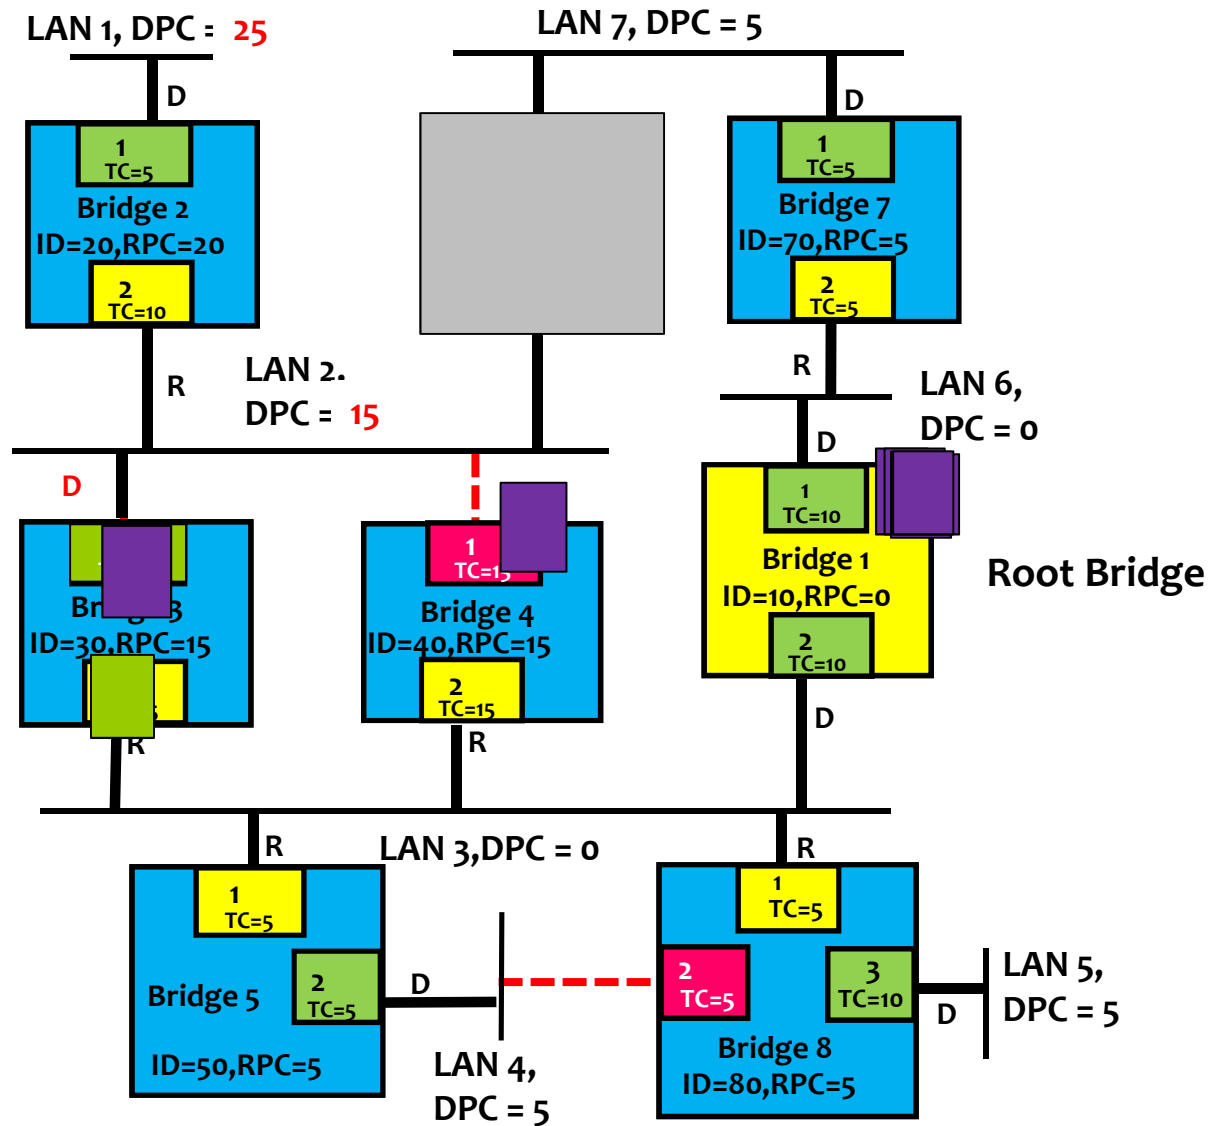 LAN 1, DPC = 25
LAN 7, DPC = 5
D
D
1
TC=5
Bridge 2
ID=20,RPC=20
2
TC=10
1
TC=5
Bridge 7
ID=70,RPC=5
2
TC=5
R
LAN 2.
DPC = 15
R
LAN 6,
DPC = 0
D
D
ID=30,RPC=15
R
1
TC=15
Bridge 4
ID=40,RPC=15
2
TC=15
R
1
TC=10
Bridge 1
ID=10,RPC=0
2
TC=10
D
Root Bridge
LAN 3,DPC = 0
R
R
1
TC=5
2
TC=5
Bridge 5
ID=50,RPC=5
D
LAN 4,
DPC = 5
1
TC=5
2
TC=5
3
TC=10
Bridge 8
ID=80,RPC=5
D
LAN 5,
DPC = 5